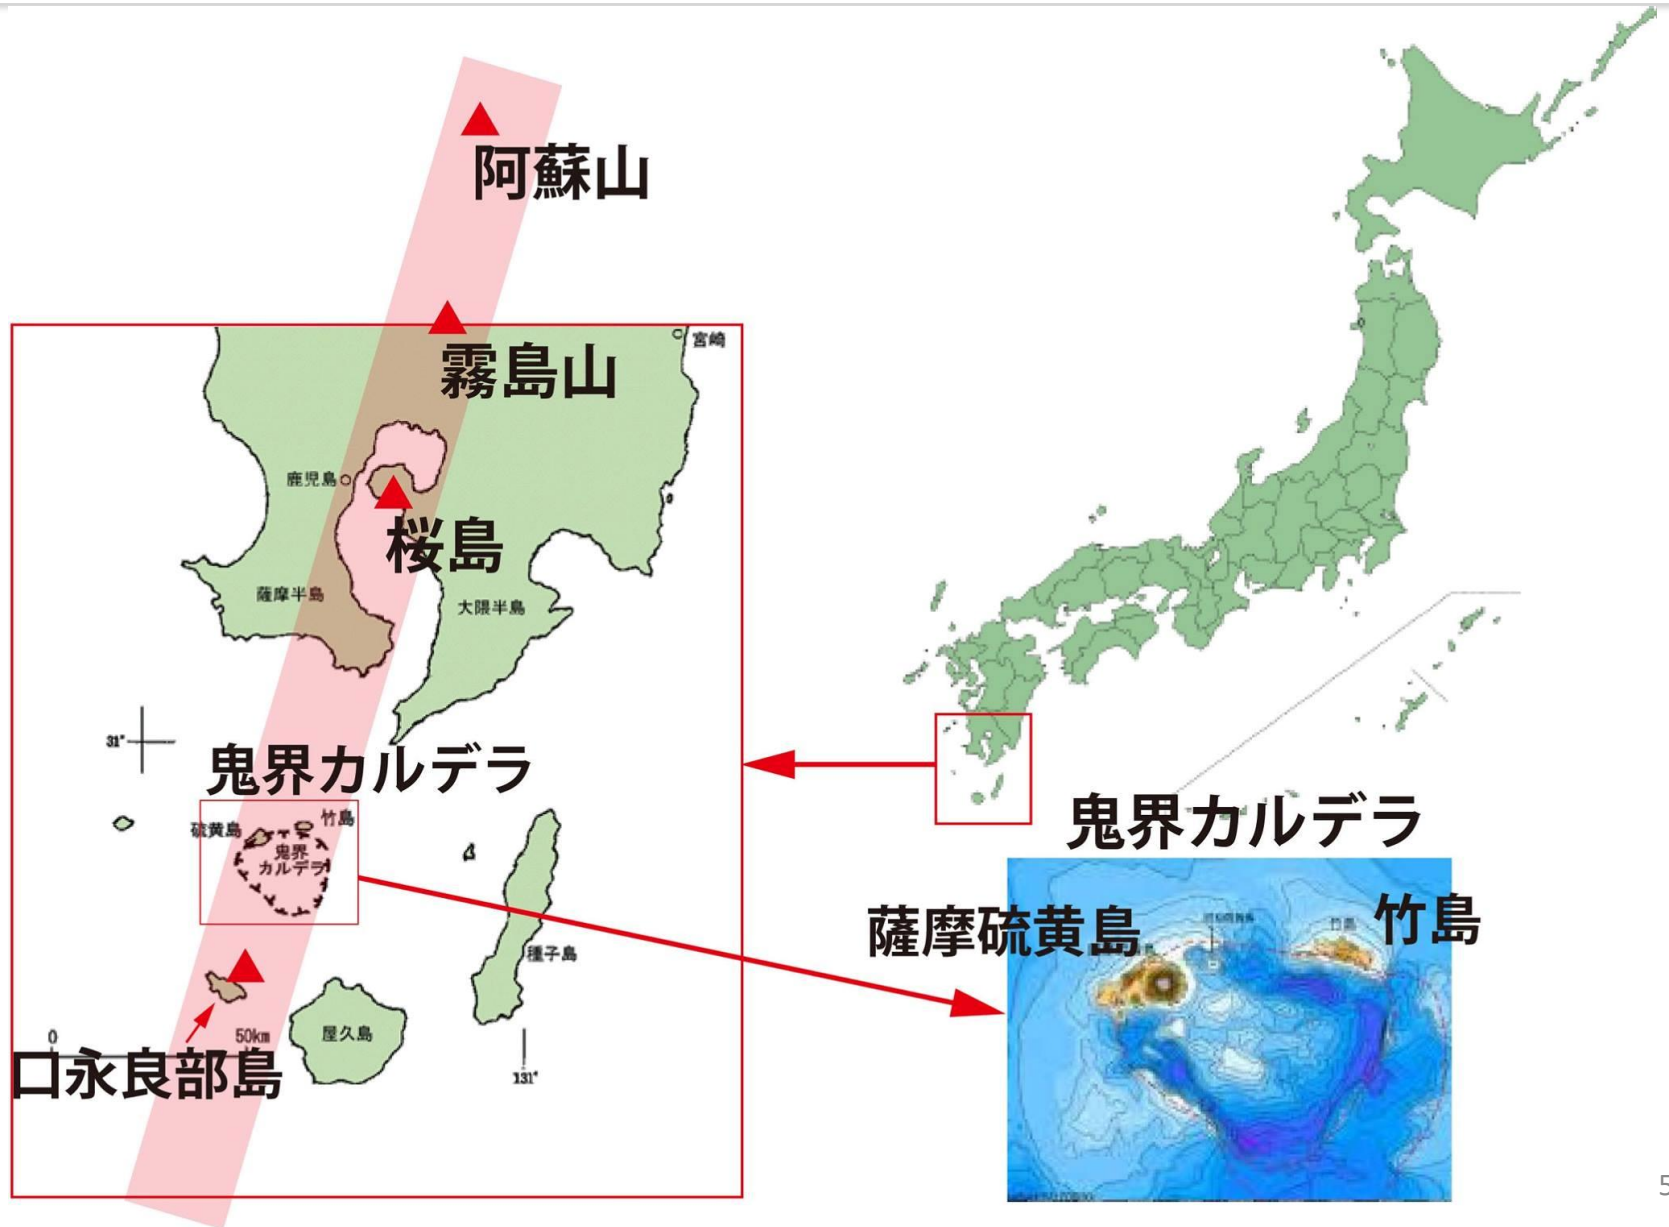 阿蘇山
霧島山
宮崎
鹿児島
桜島
薩摩半島
大隅半島
31°
鬼界カルデラ
硫黄島
竹島
鬼界
カルデラ
種子島
屋久島
0
50km
口永良部島
131°
鬼界カルデラ
薩摩硫黄島
竹島
竹島
5